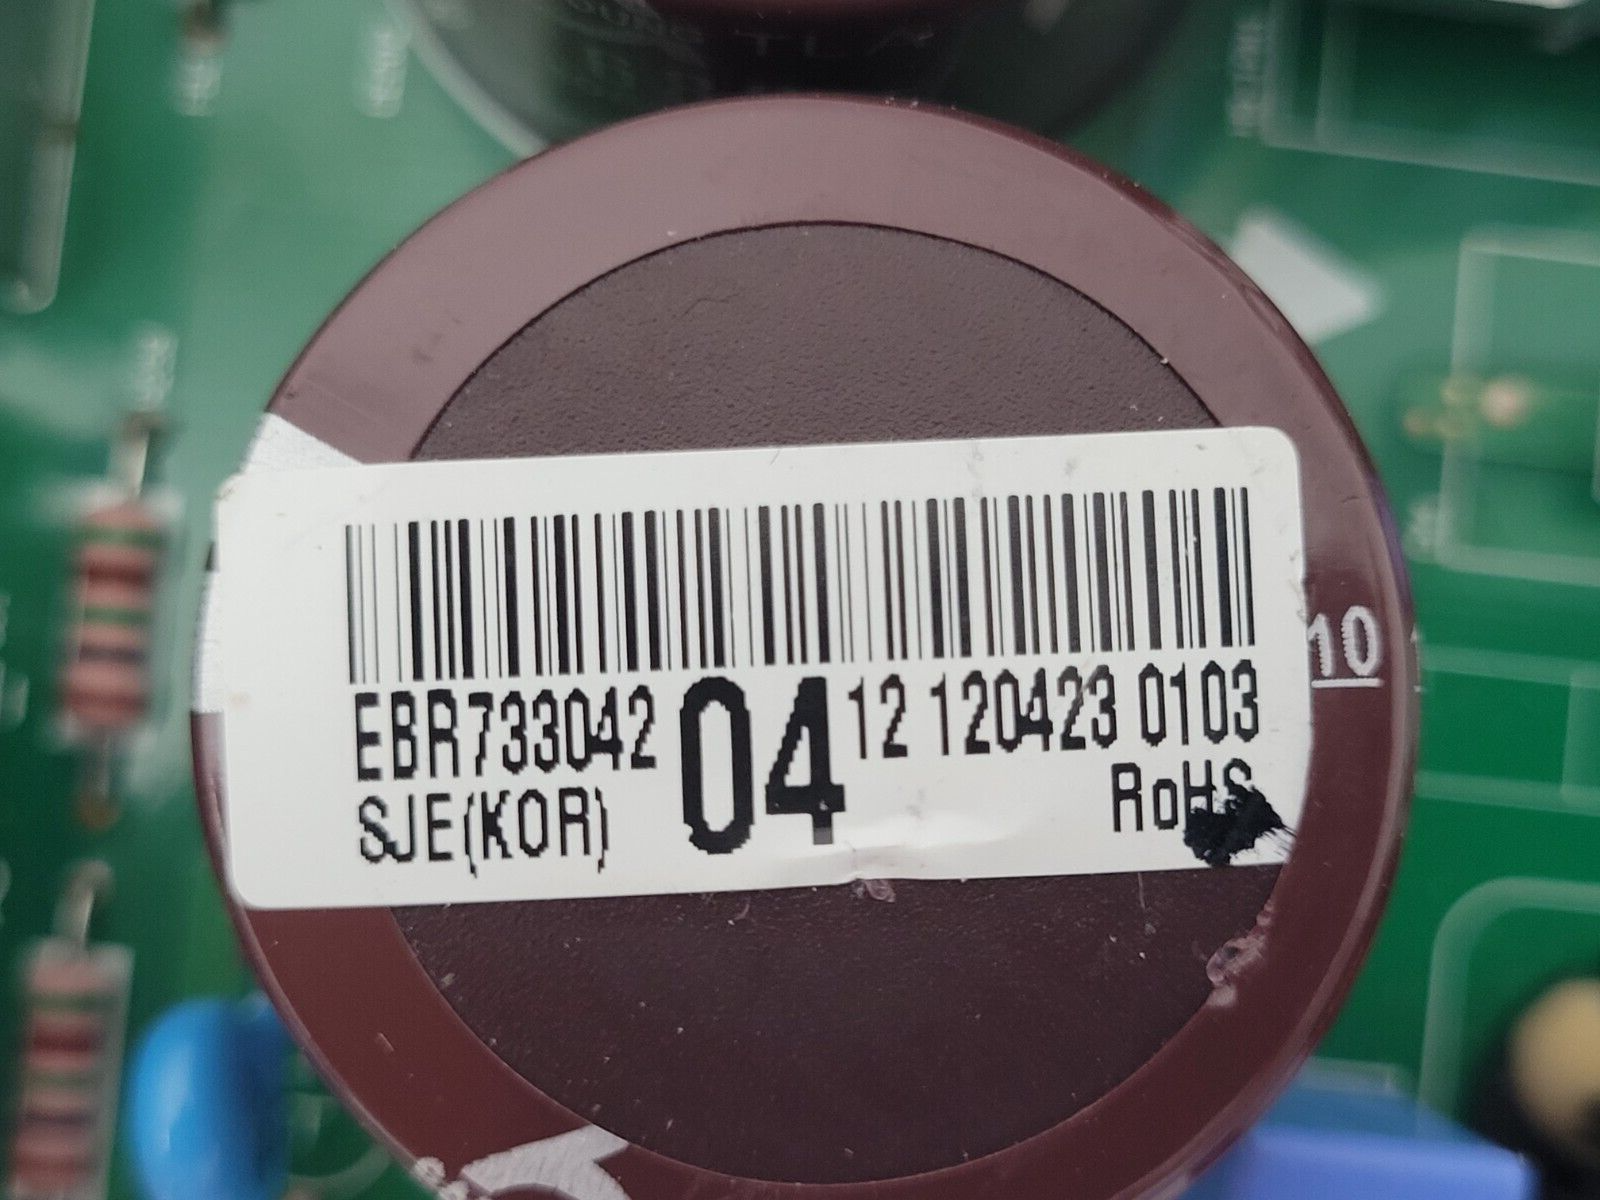 EBR733042 04 12 120423 0103
SJE(KOR) RoHS
10